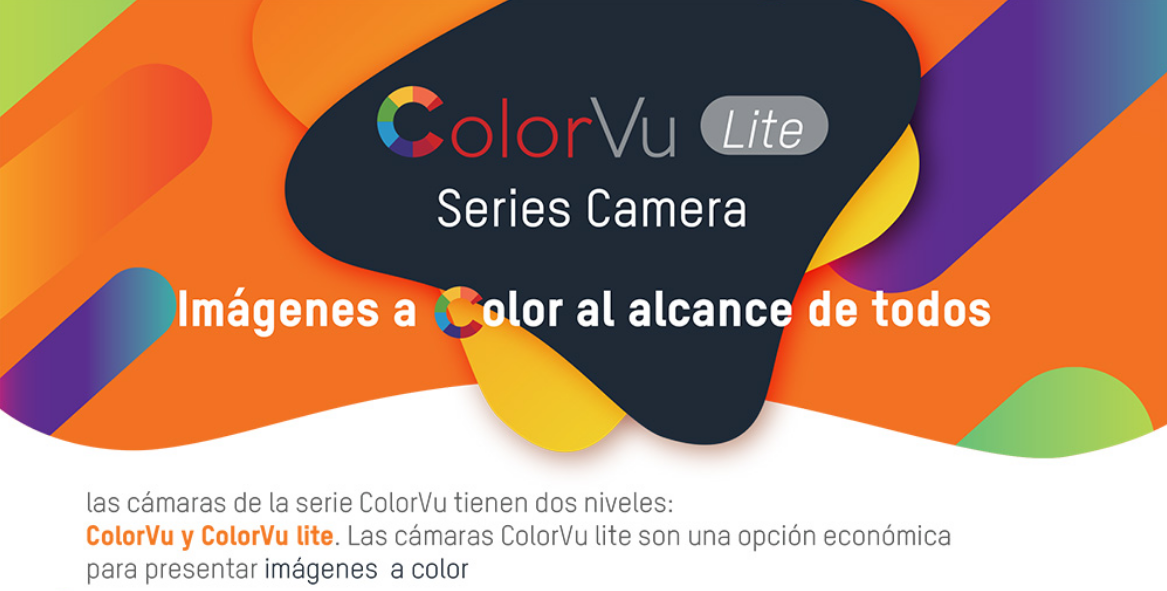 ColorVu Lite
Series Camera
Imágenes a Color al alcance de todos
las cámaras de la serie ColorVu tienen dos niveles:
ColorVu y ColorVu lite. Las cámaras ColorVu lite son una opción económica
para presentar imágenes a color